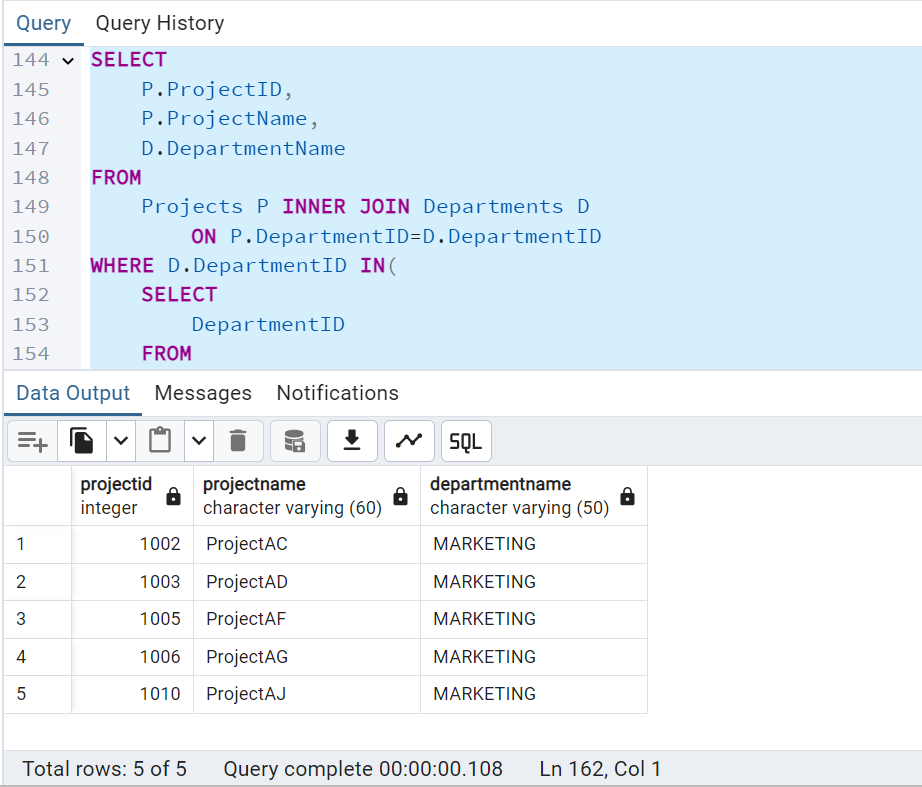 Query Query History
144 SELECT
145 P.ProjectID,
146 P.ProjectName,
147 D.DepartmentName
148 FROM
149 Projects P INNER JOIN Departments D
150 ON P.DepartmentID=D.DepartmentID
151 WHERE D.DepartmentID IN(
152 SELECT
153 DepartmentID
154 FROM
Data Output Messages Notifications
SQL
projectid projectname departmentname
integer character varying (60) character varying (50)
1 1002 ProjectAC MARKETING
2 1003 ProjectAD MARKETING
3 1005 ProjectAF MARKETING
4 1006 ProjectAG MARKETING
5 1010 ProjectAJ MARKETING
Total rows: 5 of 5 Query complete 00:00:00.108 Ln 162, Col 1